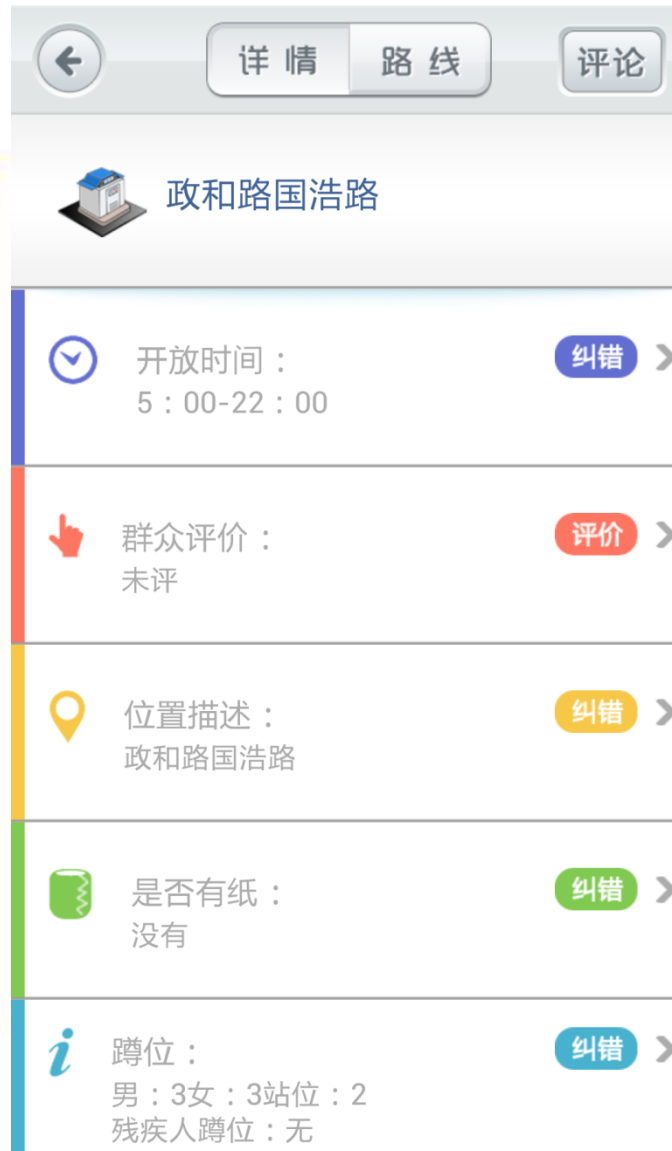 详情 路线 评论
政和路国浩路
开放时间：
5：00-22：00
纠错
群众评价：
未评
评价
位置描述：
政和路国浩路
纠错
是否有纸：
没有
纠错
蹲位：
男：3女：3站位：2
残疾人蹲位：无
纠错